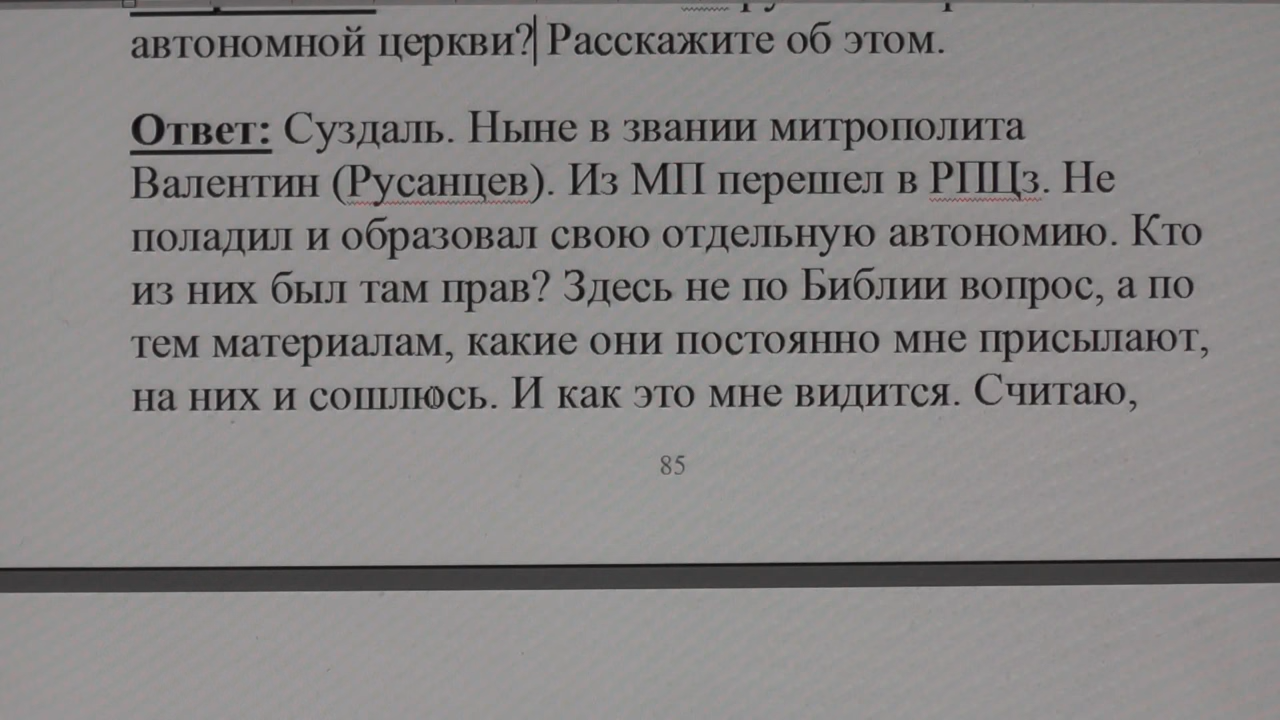 автономной церкви? Расскажите об этом.
Ответ: Суздаль. Ныне в звании митрополита
Валентин (Русанцев). Из МП перешел в РПЦз. Не
поладил и образовал свою отдельную автономию. Кто
из них был там прав? Здесь не по Библии вопрос, а по
тем материалам, какие они постоянно мне присылают,
на них и сошлюсь. И как это мне видится. Считаю,
85